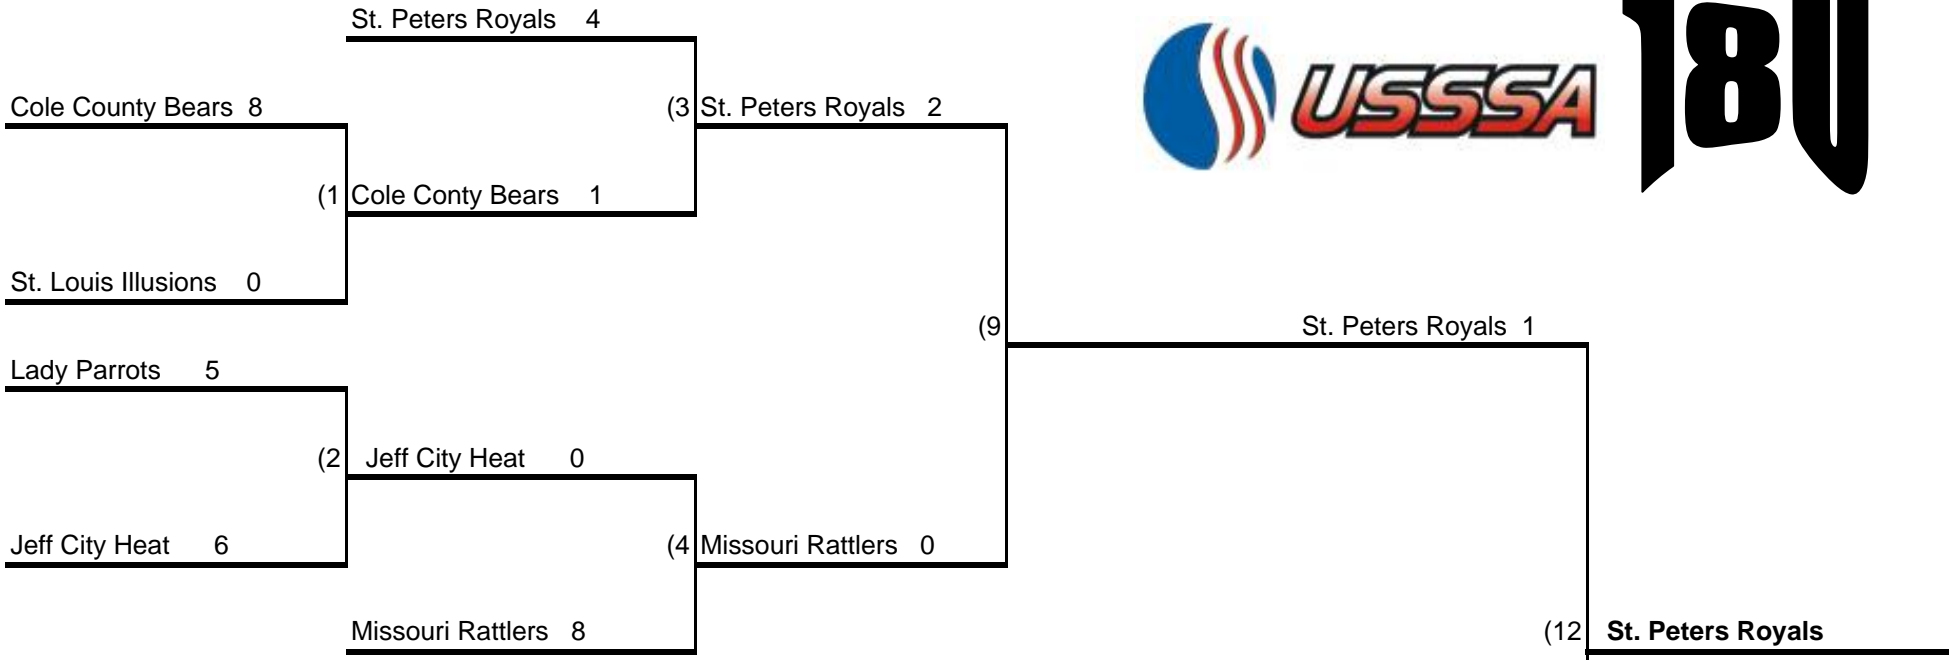 St. Peters Royals 4
USSSA
18U
Cole County Bears 8
(3 St. Peters Royals 2
(1 Cole Conty Bears 1
St. Louis Illusions 0
(9 St. Peters Royals 1
Lady Parrots 5
(2 Jeff City Heat 0
Jeff City Heat 6
(4 Missouri Rattlers 0
Missouri Rattlers 8
(12 St. Peters Royals